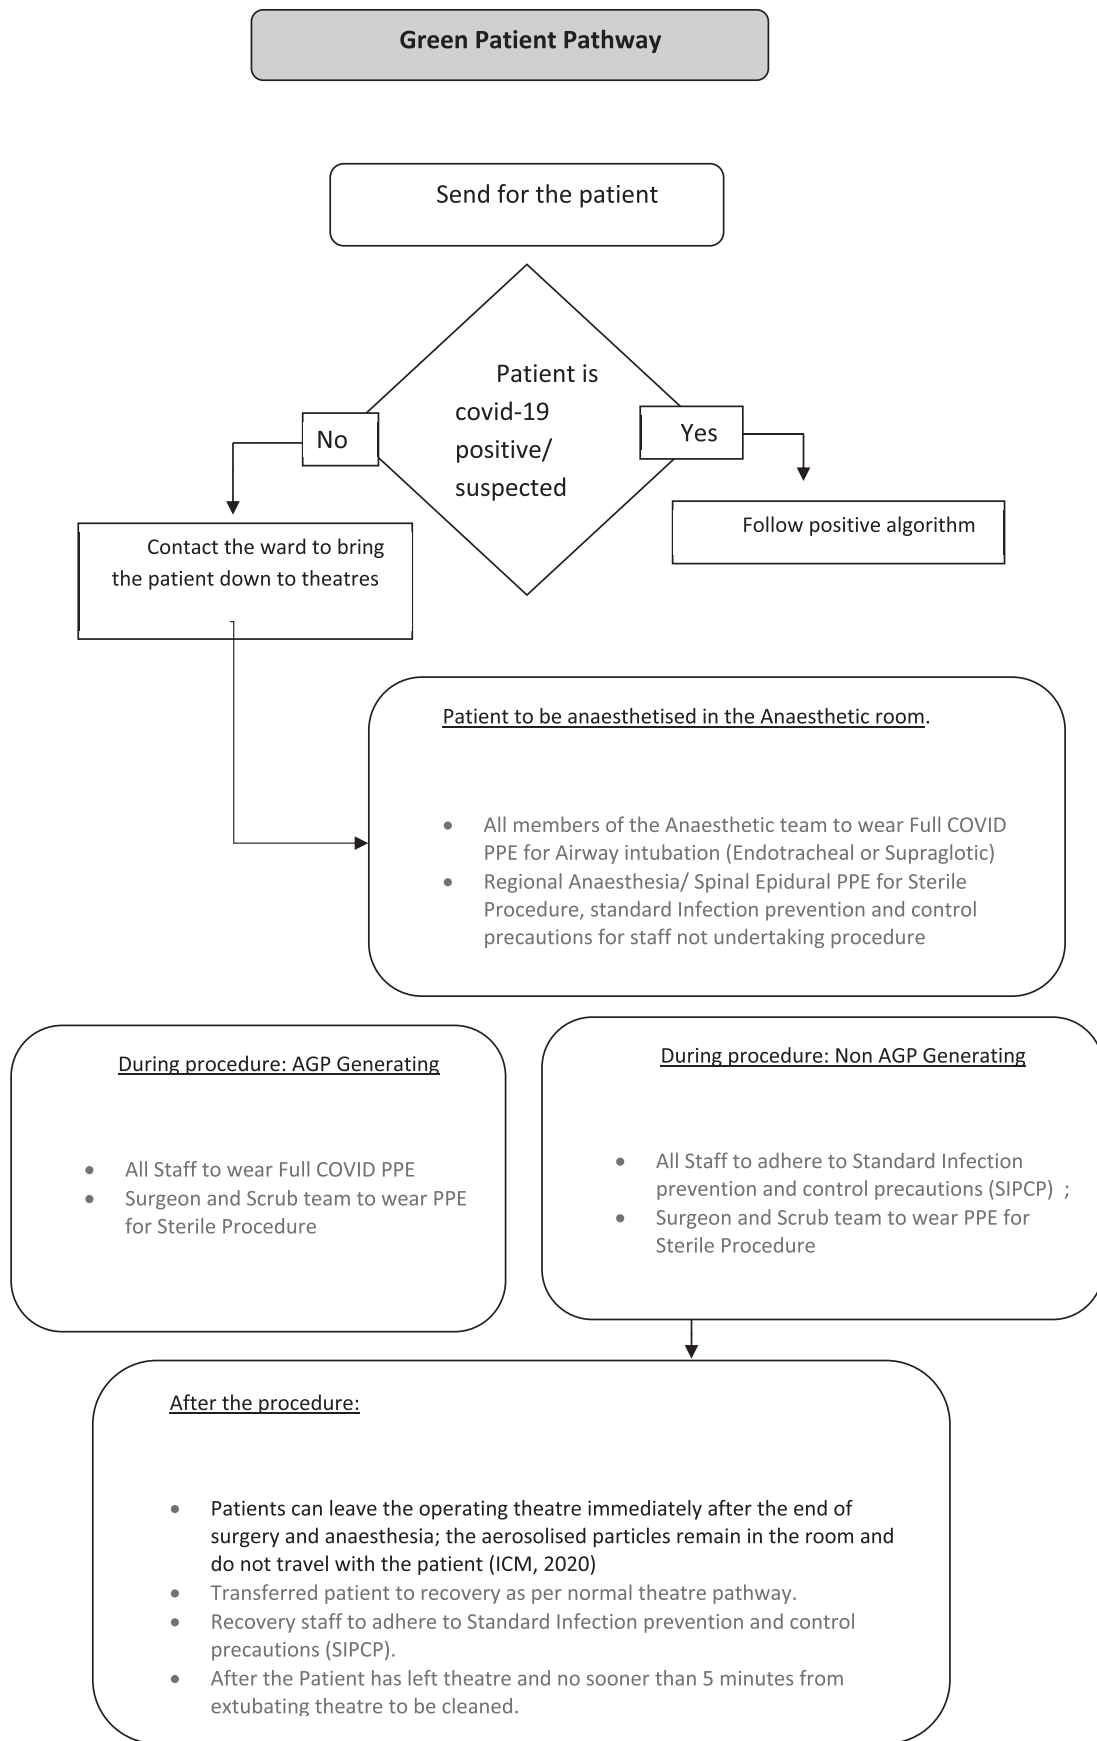 Green Patient Pathway
Send for the patient
Patient is
covid-19
positive/
suspected
No
Yes
Contact the ward to bring
the patient down to theatres
Follow positive algorithm
Patient to be anaesthetised in the Anaesthetic room.
• All members of the Anaesthetic team to wear Full COVID
PPE for Airway intubation (Endotracheal or Supraglotic)
• Regional Anaesthesia/ Spinal Epidural PPE for Sterile
Procedure, standard Infection prevention and control
precautions for staff not undertaking procedure
During procedure: AGP Generating
• All Staff to wear Full COVID PPE
• Surgeon and Scrub team to wear PPE
for Sterile Procedure
During procedure: Non AGP Generating
• All Staff to adhere to Standard Infection
prevention and control precautions (SIPCP) ;
• Surgeon and Scrub team to wear PPE for
Sterile Procedure
After the procedure:
• Patients can leave the operating theatre immediately after the end of
surgery and anaesthesia; the aerosolised particles remain in the room and
do not travel with the patient (ICM, 2020)
• Transferred patient to recovery as per normal theatre pathway.
• Recovery staff to adhere to Standard Infection prevention and control
precautions (SIPCP).
• After the Patient has left theatre and no sooner than 5 minutes from
extubating theatre to be cleaned.